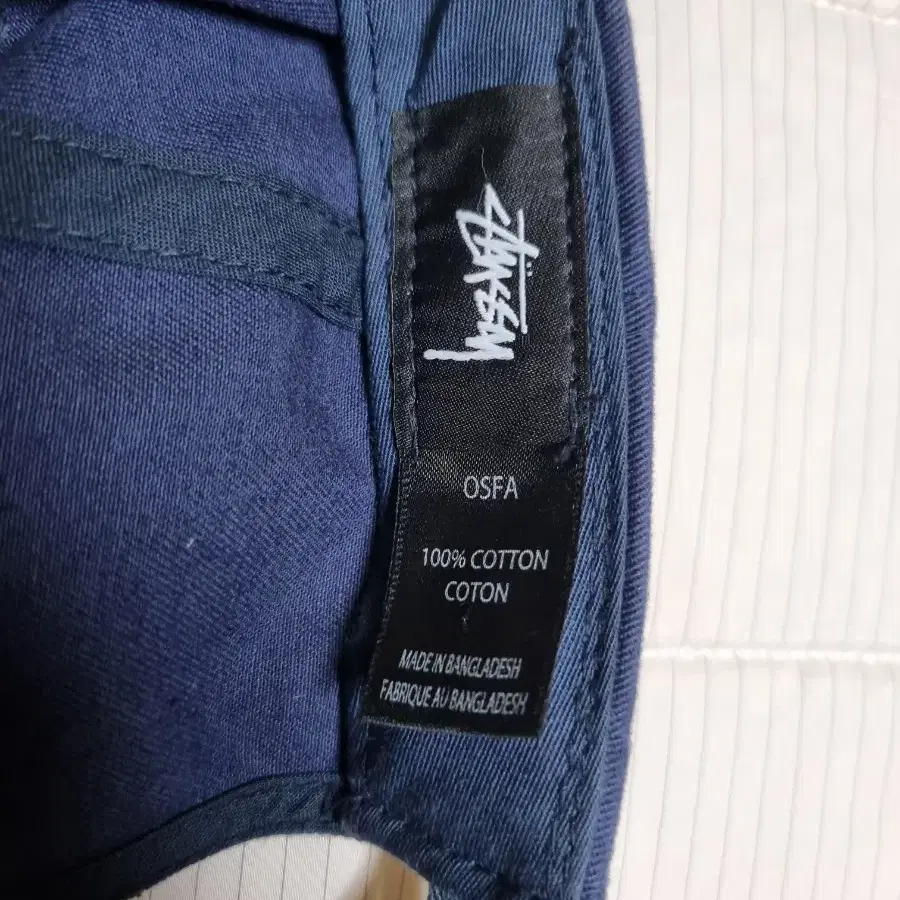 STÜSSY
OSFA
100% COTTON
COTON
MADE IN BANGLADESH
FABRIQUE AU BANGLADESH